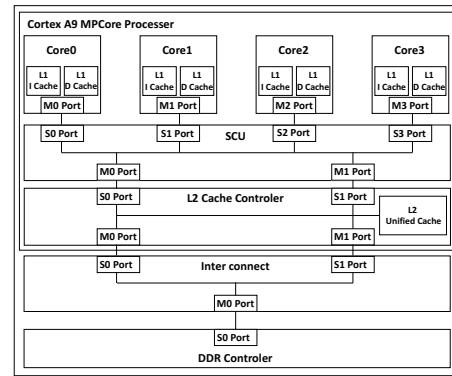 Cortex A9 MPCore Processer
Core0
Core1
Core2
Core3
L1
I Cache
L1
D Cache
L1
I Cache
L1
D Cache
L1
I Cache
L1
D Cache
L1
I Cache
L1
D Cache
M0 Port
M1 Port
M2 Port
M3 Port
S0 Port
S1 Port
S2 Port
S3 Port
SCU
M0 Port
M1 Port
S0 Port
S1 Port
L2 Cache Controler
L2
Unified Cache
M0 Port
M1 Port
S0 Port
S1 Port
Inter connect
M0 Port
S0 Port
DDR Controler